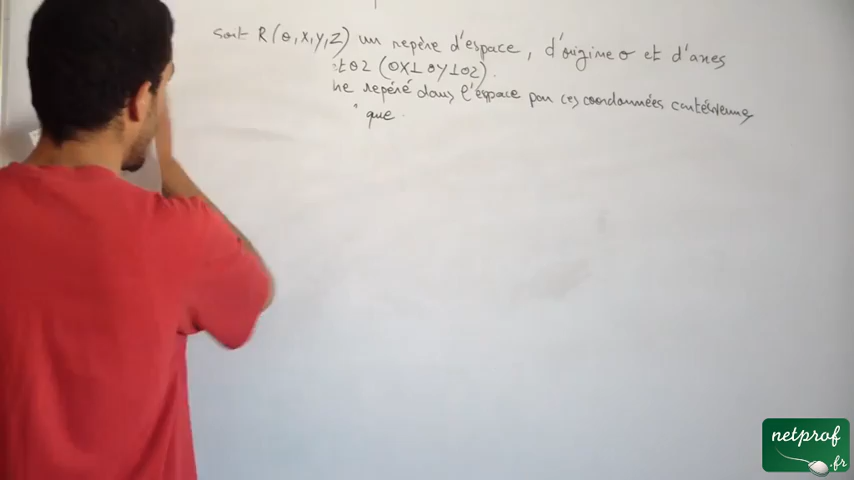 soit R(O,X,Y,Z) un repère d'espace, d'origine O et d'axes
et OZ (OX⊥OY⊥OZ).
repéré dans l'espace par ces coordonnées cartésiennes
que
netprof
.fr